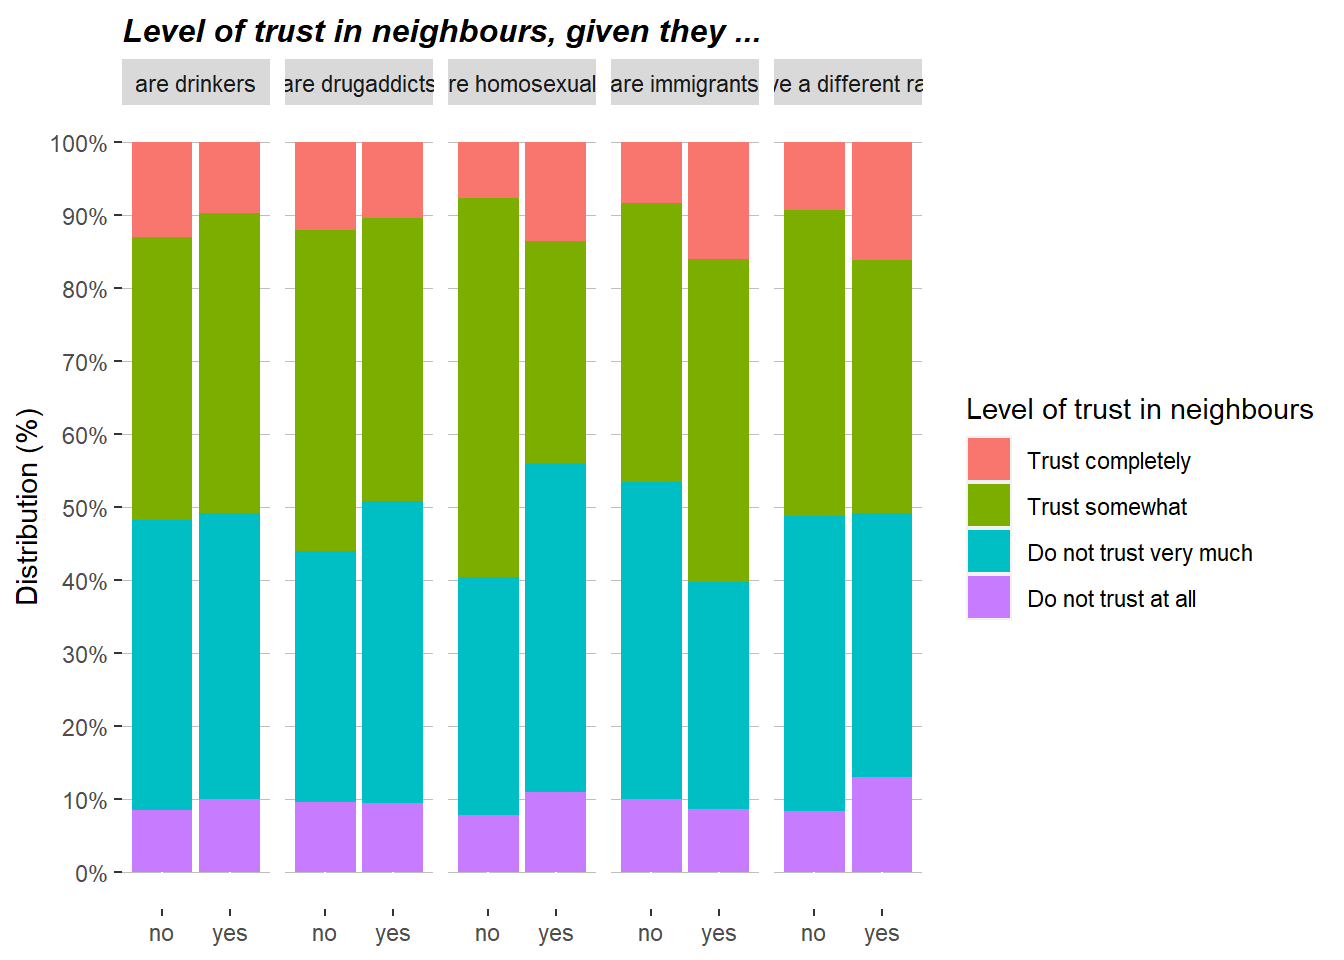 Level of trust in neighbours, given they ...
are drinkers are drugaddicts re homosexual are immigrants ve a different ra
100%
90%
80%
70%
60%
50%
40%
30%
20%
10%
0%
Distribution (%)
no yes no yes no yes no yes no yes
Level of trust in neighbours
Trust completely
Trust somewhat
Do not trust very much
Do not trust at all